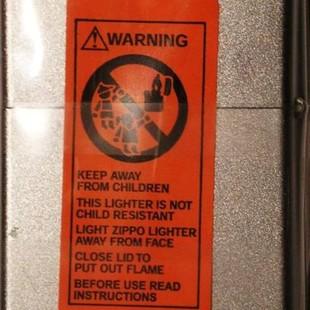 WARNING
KEEP AWAY
FROM CHILDREN
THIS LIGHTER IS NOT
CHILD RESISTANT
LIGHT ZIPPO LIGHTER
AWAY FROM FACE
CLOSE LID TO
PUT OUT FLAME
BEFORE USE READ
INSTRUCTIONS